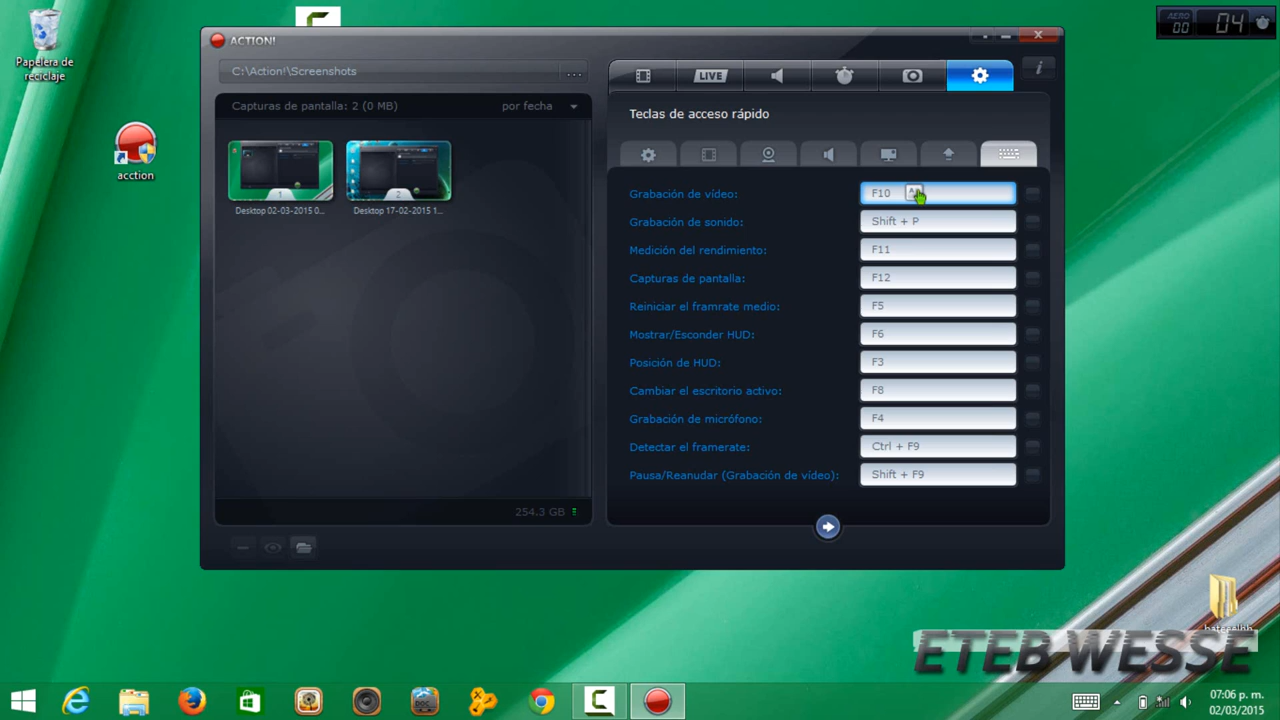 Papelera de
reciclaje
acction
ACTION!
C:\Action!\Screenshots
...
Capturas de pantalla: 2 (0 MB)
por fecha
1
Desktop 02-03-2015 0...
2
Desktop 17-02-2015 1...
254.3 GB
LIVE
i
Teclas de acceso rápido
Grabación de vídeo:
F10
Grabación de sonido:
Shift + P
Medición del rendimiento:
F11
Capturas de pantalla:
F12
Reiniciar el framrate medio:
F5
Mostrar/Esconder HUD:
F6
Posición de HUD:
F3
Cambiar el escritorio activo:
F8
Grabación de micrófono:
F4
Detectar el framerate:
Ctrl + F9
Pausa/Reanudar (Grabación de vídeo):
Shift + F9
AERO
00
04
ETEB WESSE
DOC
07:06 p. m.
02/03/2015